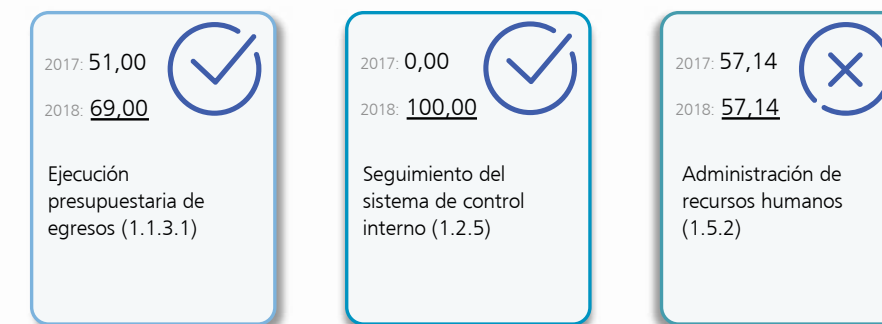 2017: 51,00
2018: 69,00
Ejecución
presupuestaria de
egresos (1.1.3.1)
2017: 0,00
2018: 100,00
Seguimiento del
sistema de control
interno (1.2.5)
2017: 57,14
2018: 57,14
Administración de
recursos humanos
(1.5.2)